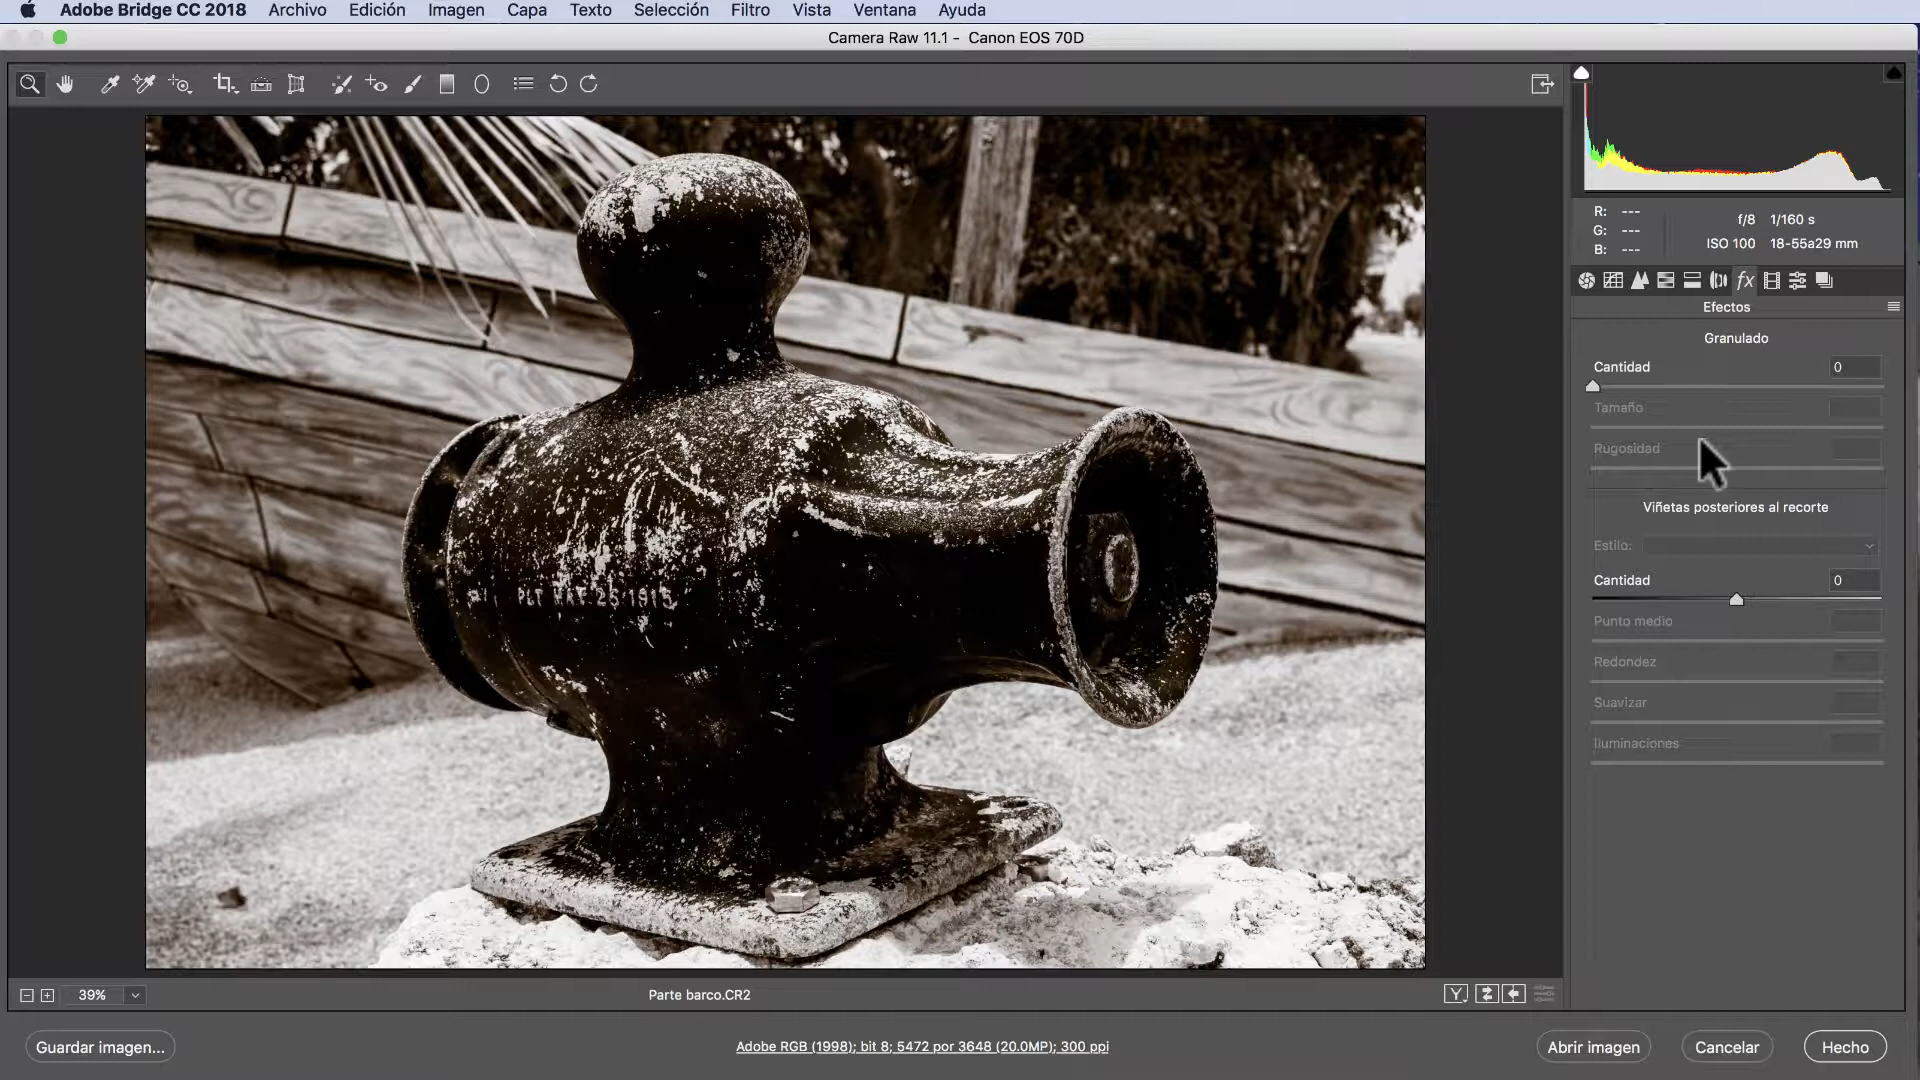 Adobe Bridge CC 2018 Archivo Edición Imagen Capa Texto Selección Filtro Vista Ventana Ayuda
Camera Raw 11.1 - Canon EOS 70D
R: ---
G: ---
B: ---
f/8 1/160 s
ISO 100 18-55a29 mm
fx
Efectos
Granulado
Cantidad 0
Tamaño
Rugosidad
Viñetas posteriores al recorte
Estilo:
Cantidad 0
Punto medio
Redondez
Suavizar
Iluminaciones
39%
Parte barco.CR2
Y
Guardar imagen...
Adobe RGB (1998); bit 8; 5472 por 3648 (20.0MP); 300 ppi
Abrir imagen
Cancelar
Hecho